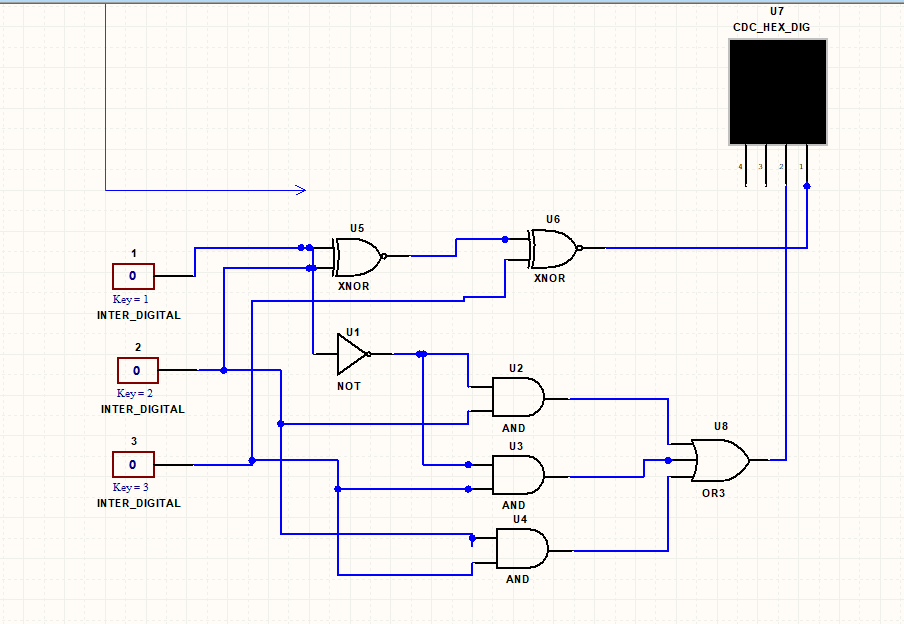 U7
CDC_HEX_DIG
4 3 2 1
U5
XNOR
U6
XNOR
1
0
Key = 1
INTER_DIGITAL
U1
NOT
2
0
Key = 2
INTER_DIGITAL
U2
AND
3
0
Key = 3
INTER_DIGITAL
U3
AND
U8
OR3
U4
AND